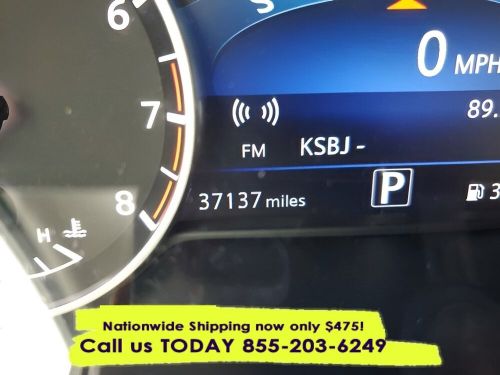 6
S
0 MPH
7
89.
FM KSBJ -
8
37137 miles
P
3
H
Nationwide Shipping now only $475!
Call us TODAY 855-203-6249